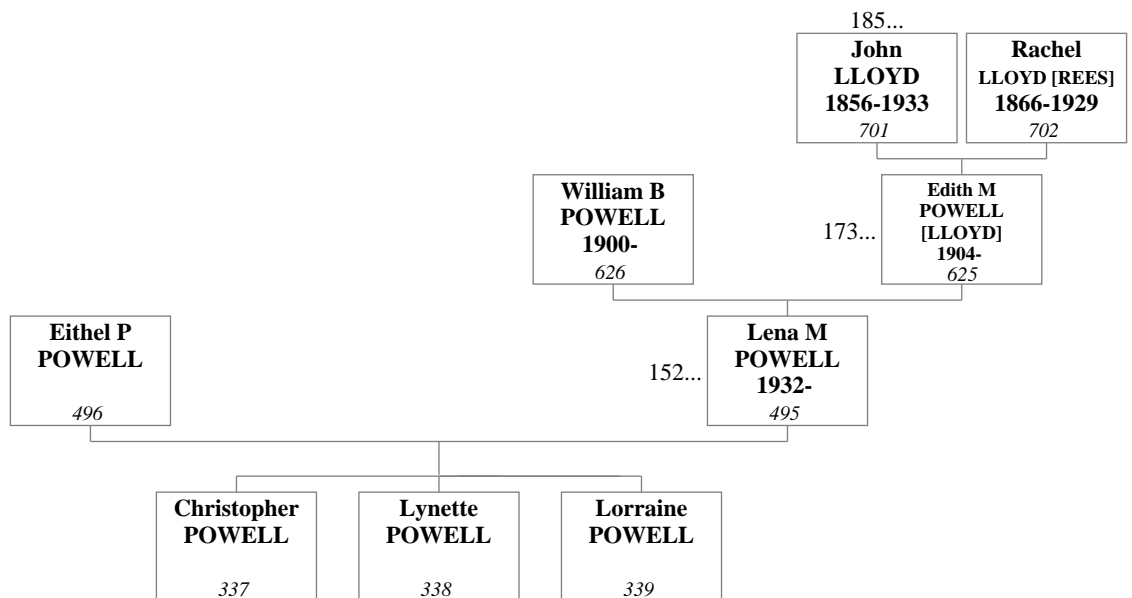 185...
John
LLOYD
1856-1933
701
Rachel
LLOYD [REES]
1866-1929
702
William B
POWELL
1900-
626
173...
Edith M
POWELL
[LLOYD]
1904-
625
Eithel P
POWELL
496
152...
Lena M
POWELL
1932-
495
Christopher
POWELL
337
Lynette
POWELL
338
Lorraine
POWELL
339